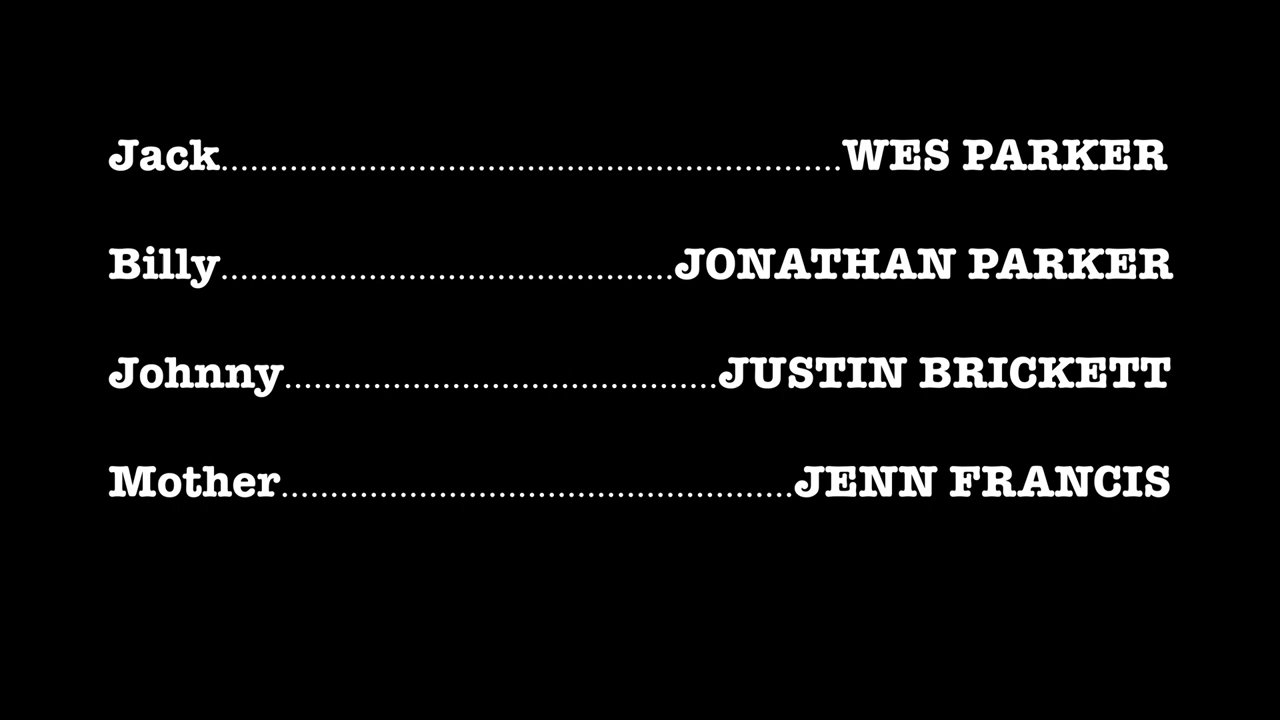 Jack..............................................................WES PARKER
Billy.............................................JONATHAN PARKER
Johnny...........................................JUSTIN BRICKETT
Mother...................................................JENN FRANCIS